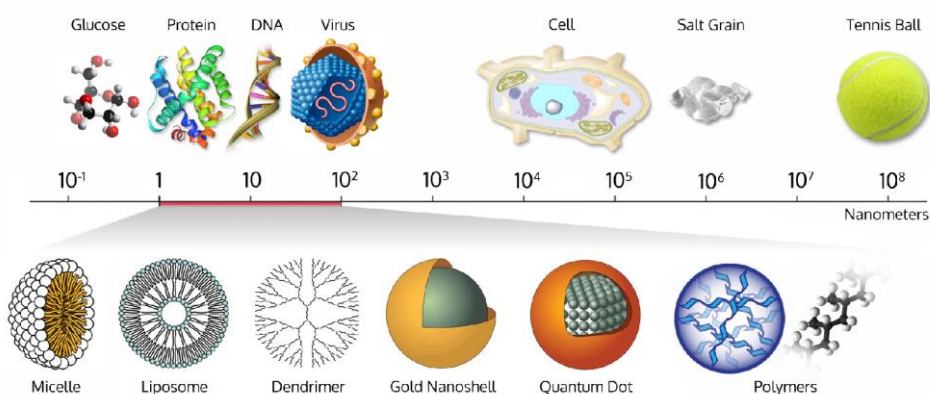 Glucose Protein DNA Virus Cell Salt Grain Tennis Ball
10⁻¹ 1 10 10² 10³ 10⁴ 10⁵ 10⁶ 10⁷ 10⁸
Nanometers
Micelle Liposome Dendrimer Gold Nanoshell Quantum Dot Polymers